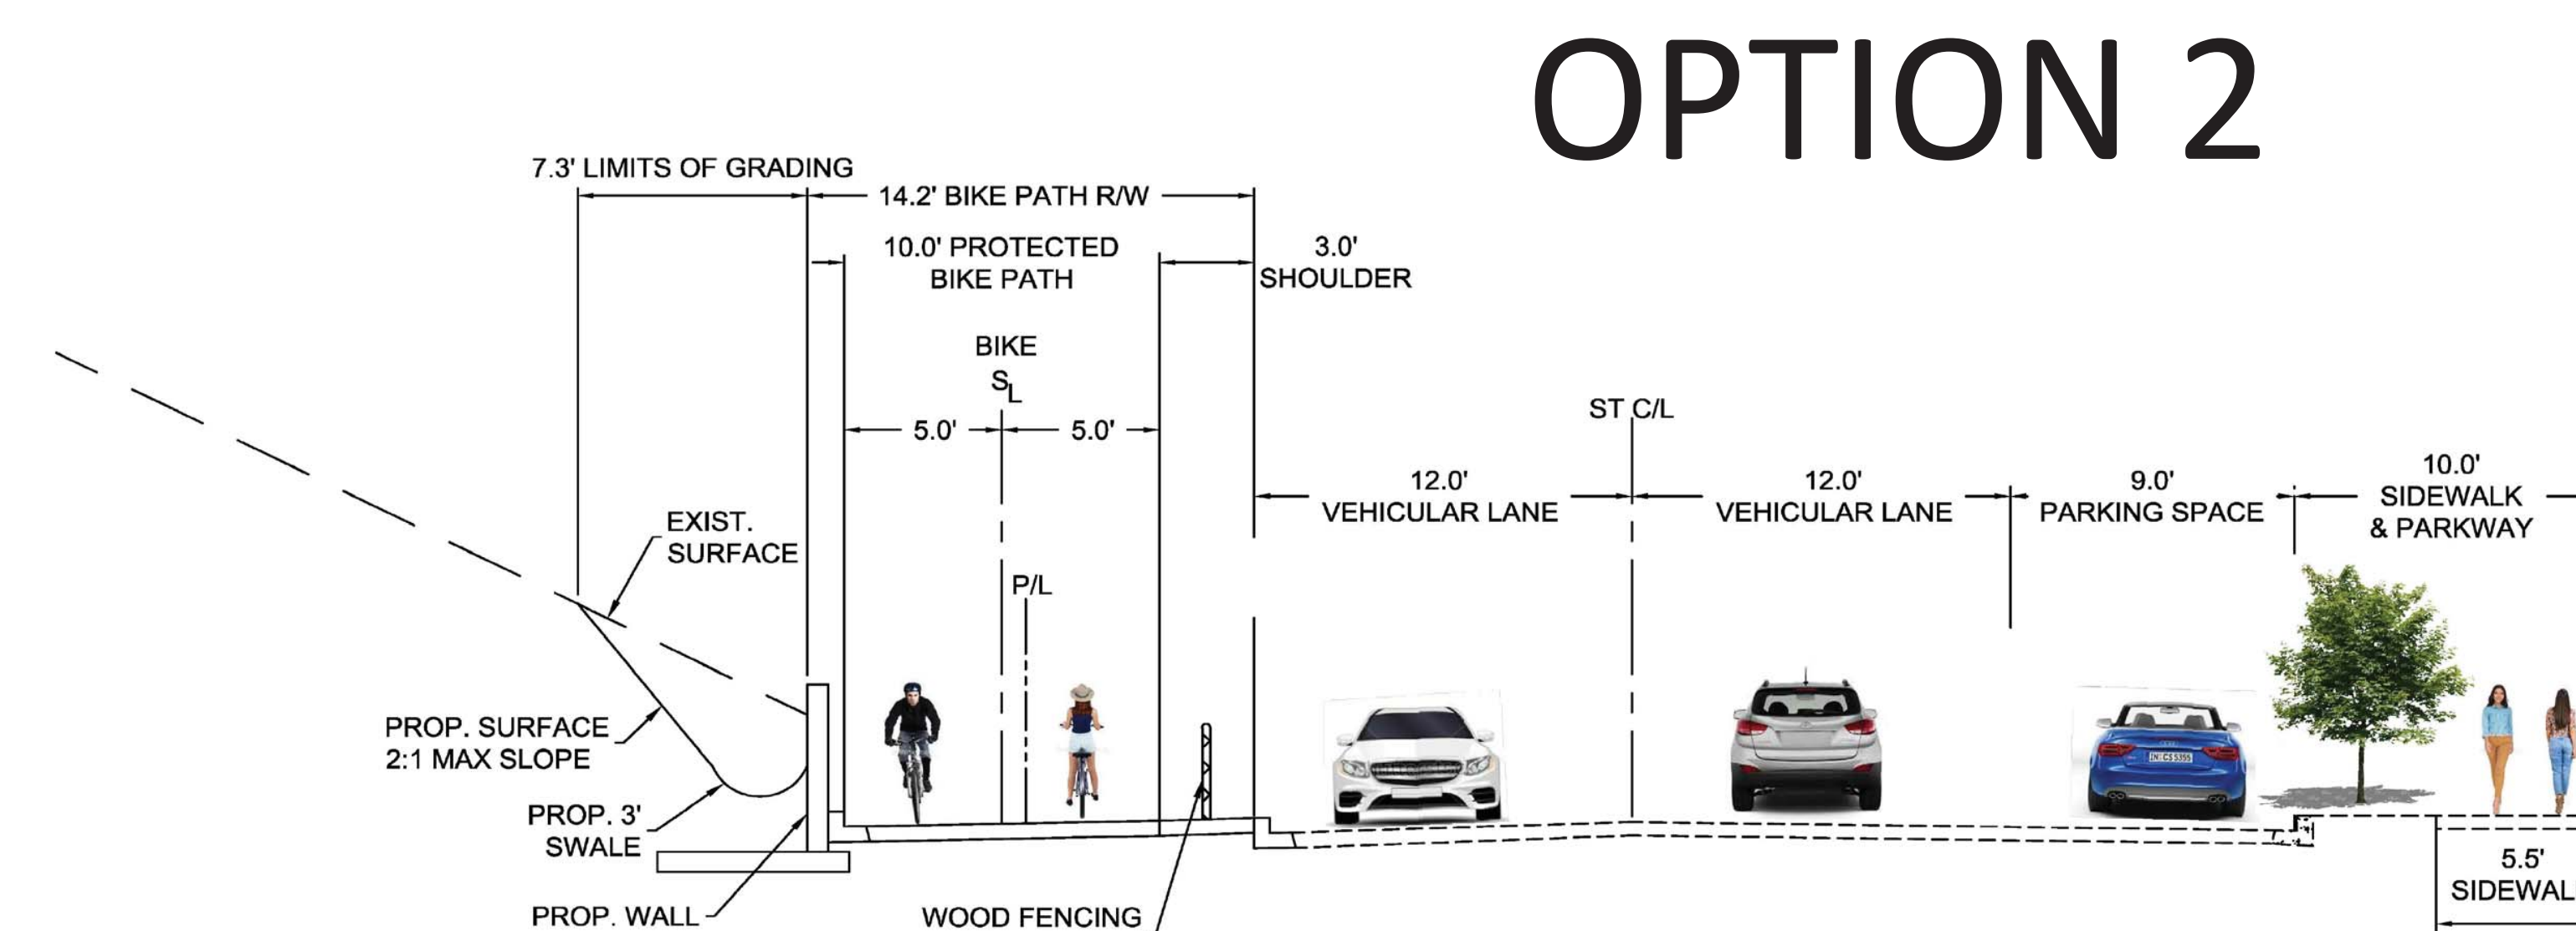 OPTION 2
7.3' LIMITS OF GRADING
14.2' BIKE PATH R/W
10.0' PROTECTED
BIKE PATH
3.0'
SHOULDER
BIKE
SL
5.0'
5.0'
ST C/L
12.0'
VEHICULAR LANE
12.0'
VEHICULAR LANE
9.0'
PARKING SPACE
10.0'
SIDEWALK
& PARKWAY
EXIST.
SURFACE
P/L
PROP. SURFACE
2:1 MAX SLOPE
PROP. 3'
SWALE
PROP. WALL
WOOD FENCING
5.5'
SIDEWAL